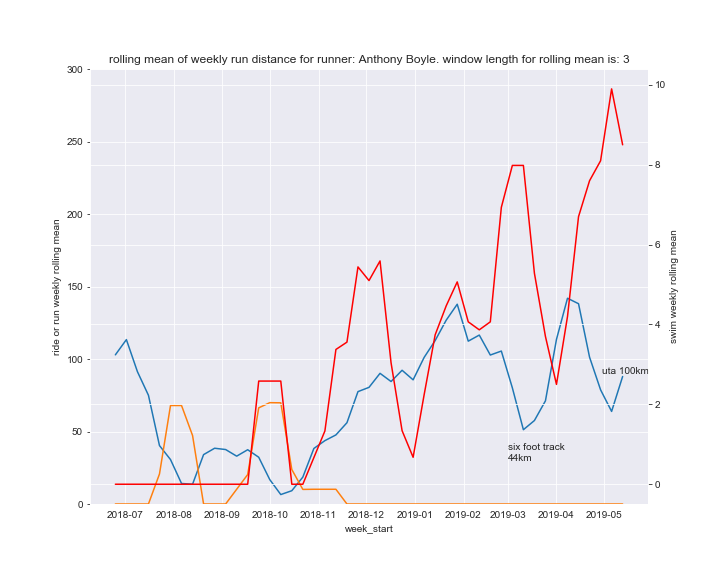 rolling mean of weekly run distance for runner: Anthony Boyle. window length for rolling mean is: 3
300
250
200
150
100
50
0
ride or run weekly rolling mean
10
8
6
4
2
0
swim weekly rolling mean
uta 100km
six foot track
44km
2018-07 2018-08 2018-09 2018-10 2018-11 2018-12 2019-01 2019-02 2019-03 2019-04 2019-05
week_start